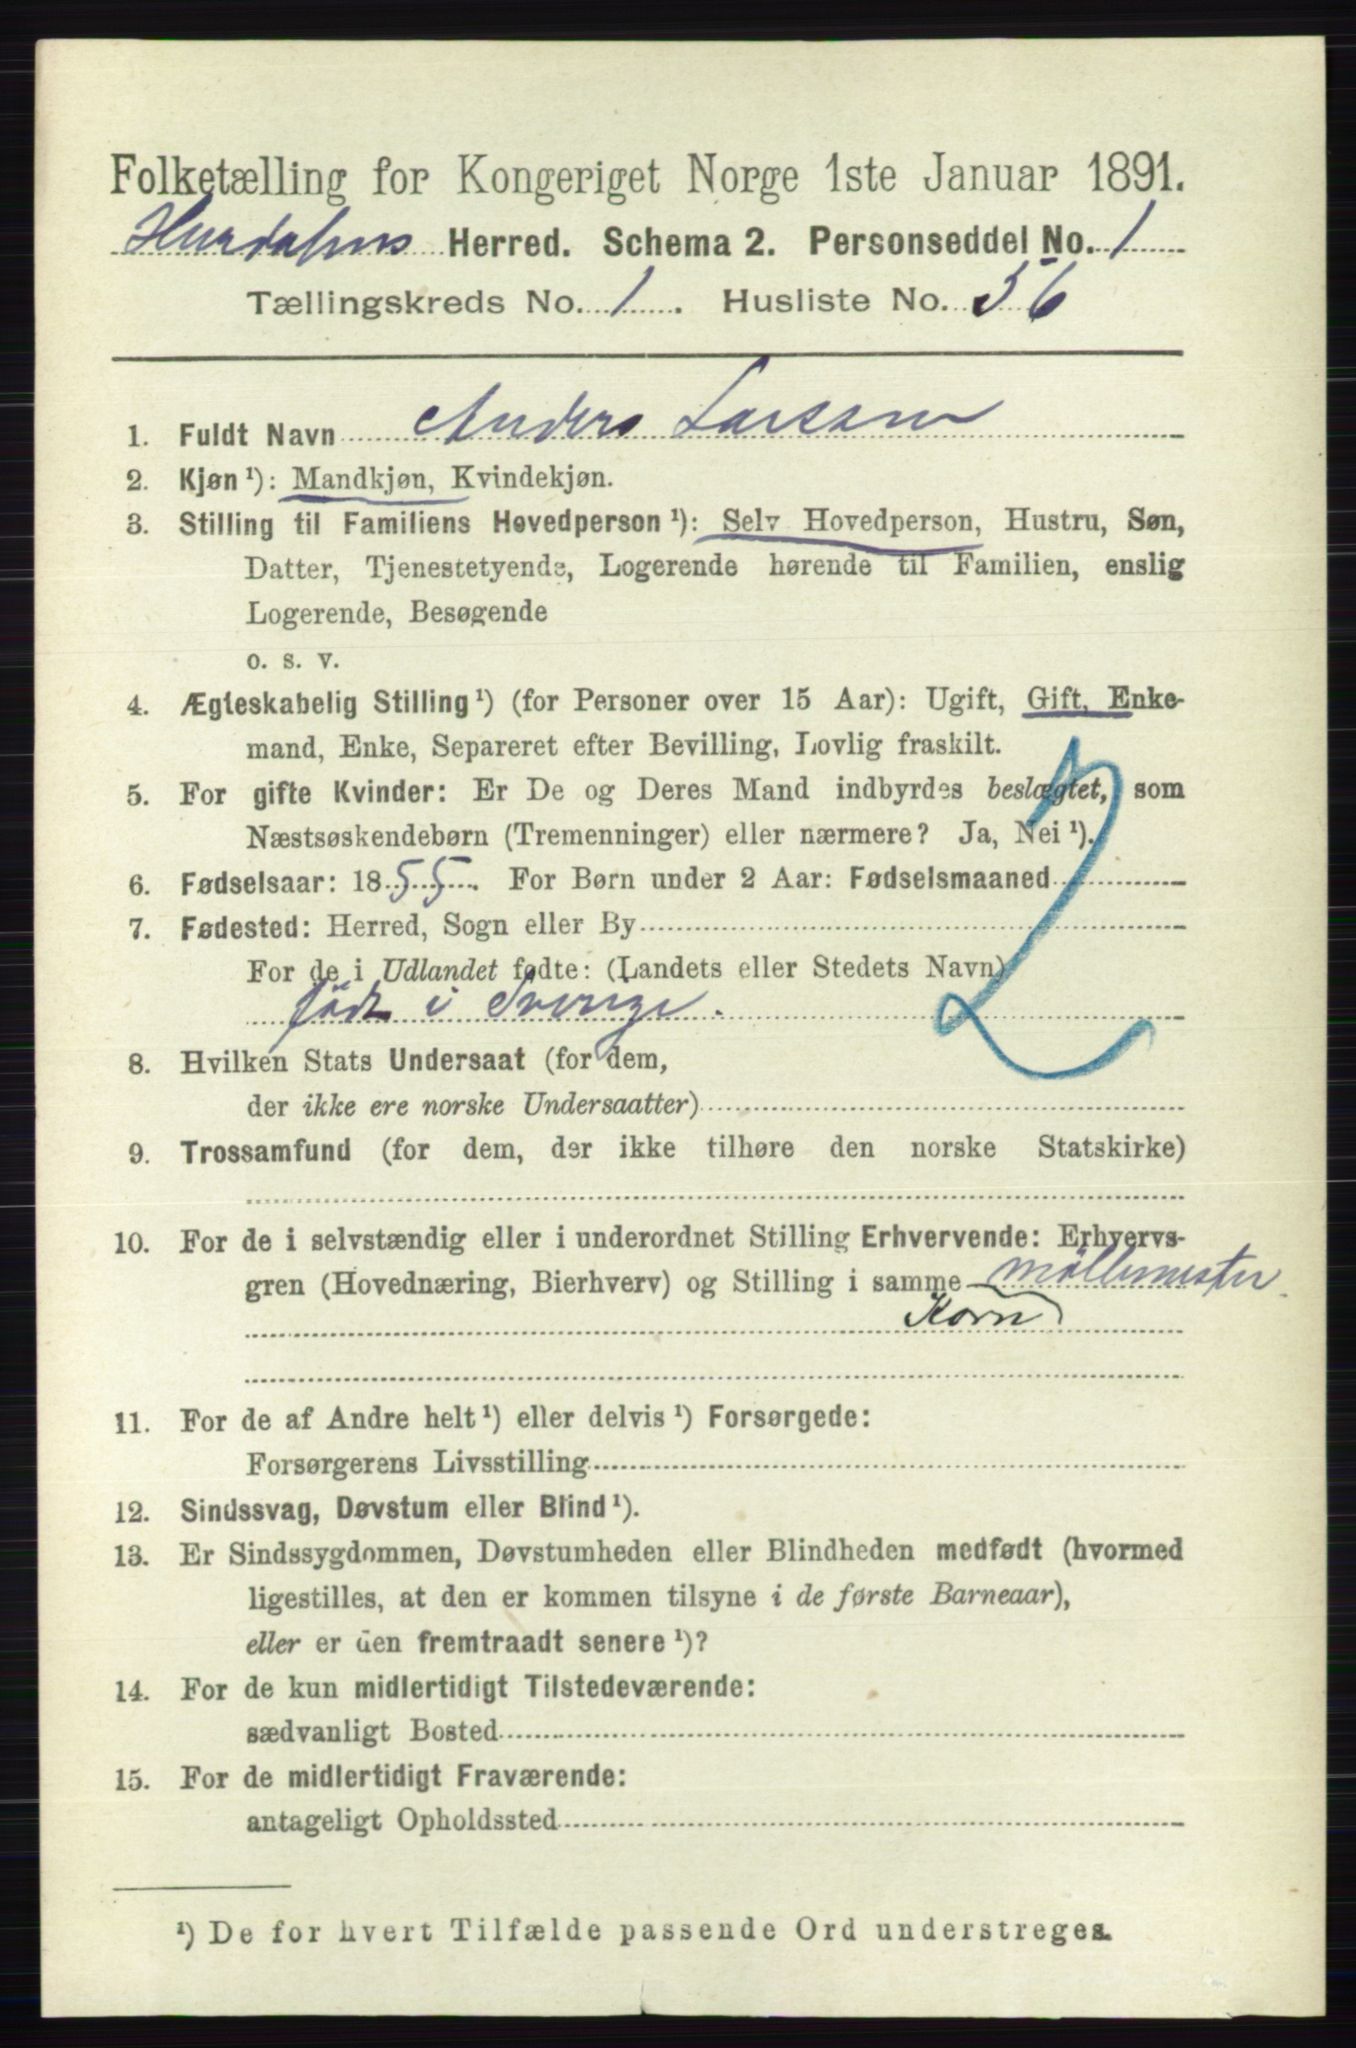 Folketælling for Kongeriget Norge 1ste Januar 1891.
Hurdalens Herred. Schema 2. Personseddel No. 1
Tællingskreds No. 1. Husliste No. 56
1. Fuldt Navn Anders Larsson
2. Kjøn¹): Mandkjøn, Kvindekjøn.
3. Stilling til Familiens Hovedperson¹): Selv Hovedperson, Hustru, Søn,
Datter, Tjenestetyende, Logerende hørende til Familien, enslig
Logerende, Besøgende
o. s. v.
4. Ægteskabelig Stilling¹) (for Personer over 15 Aar): Ugift, Gift, Enke-
mand, Enke, Separeret efter Bevilling, Lovlig fraskilt.
5. For gifte Kvinder: Er De og Deres Mand indbyrdes beslægtet, som
Næstsøskendebørn (Tremenninger) eller nærmere? Ja, Nei¹).
6. Fødselsaar: 1855. For Børn under 2 Aar: Fødselsmaaned
7. Fødested: Herred, Sogn eller By
For de i Udlandet fødte: (Landets eller Stedets Navn)
2
född i Sverige.
8. Hvilken Stats Undersaat (for dem,
der ikke ere norske Undersaatter)
9. Trossamfund (for dem, der ikke tilhøre den norske Statskirke)
10. For de i selvstændig eller i underordnet Stilling Erhvervende: Erhvervs-
gren (Hovednæring, Bierhverv) og Stilling i samme möllemester.
Korn
11. For de af Andre helt¹) eller delvis¹) Forsørgede:
Forsørgerens Livsstilling
12. Sindssvag, Døvstum eller Blind¹).
13. Er Sindssygdommen, Døvstumheden eller Blindheden medfødt (hvormed
ligestilles, at den er kommen tilsyne i de første Barneaar),
eller er den fremtraadt senere¹)?
14. For de kun midlertidigt Tilstedeværende:
sædvanligt Bosted
15. For de midlertidigt Fraværende:
antageligt Opholdssted
¹) De for hvert Tilfælde passende Ord understreges.